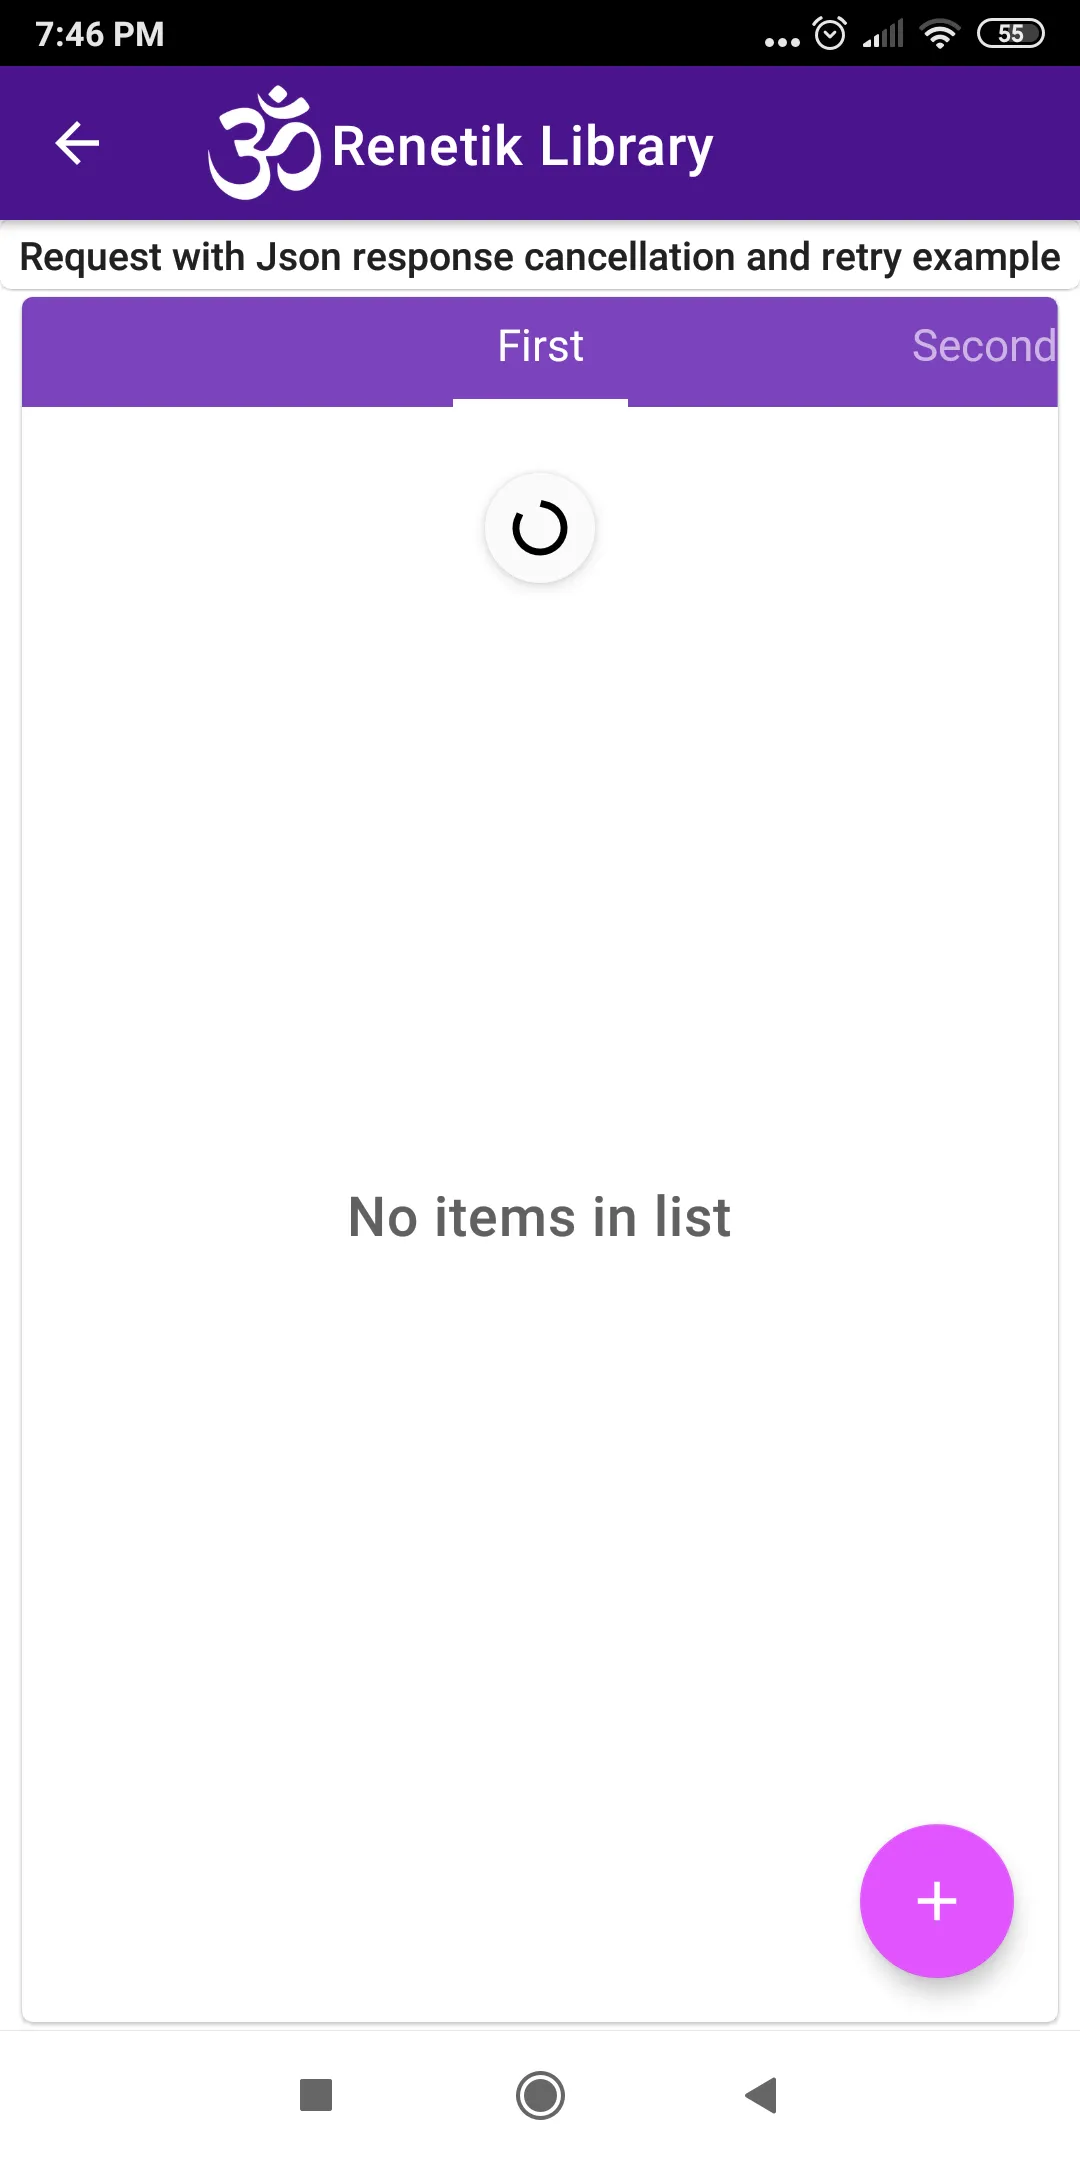 7:46 PM
55
ॐ Renetik Library
Request with Json response cancellation and retry example
First
Second
No items in list